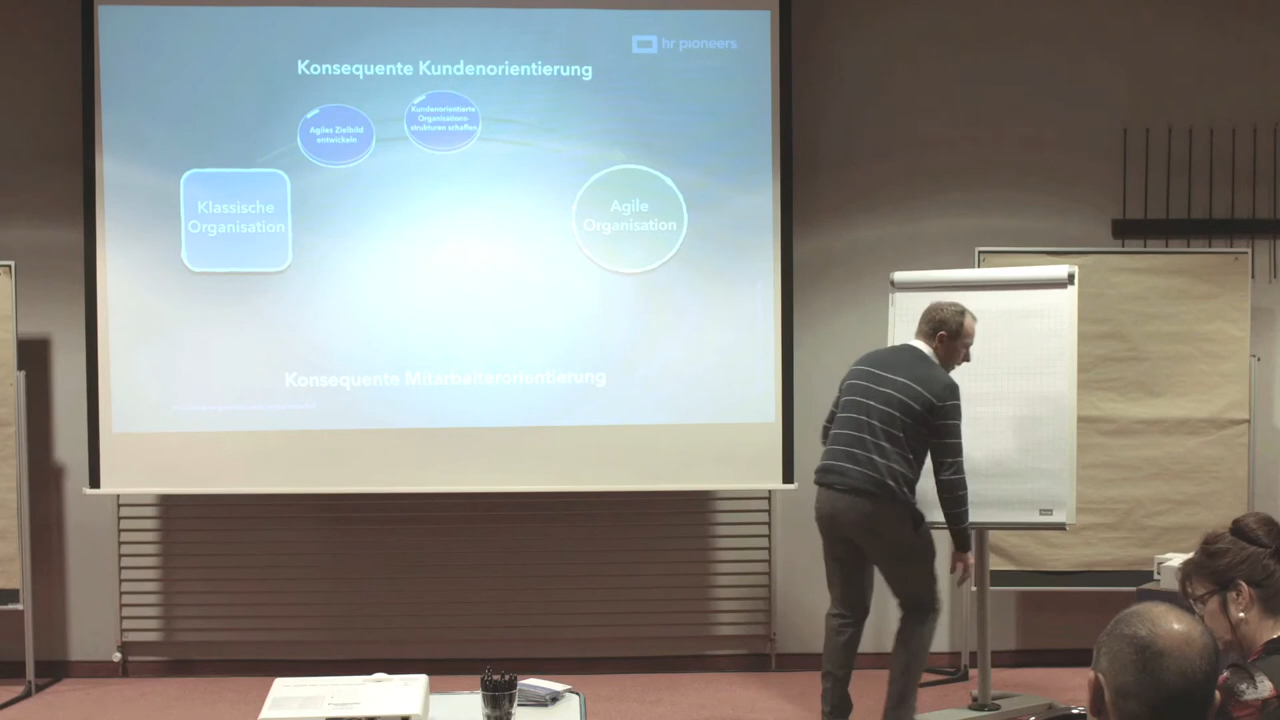 hr pioneers
Konsequente Kundenorientierung
Agiles Zielbild
entwickeln
Kundenorientierte
Organisations-
strukturen schaffen
Klassische
Organisation
Agile
Organisation
Konsequente Mitarbeiterorientierung